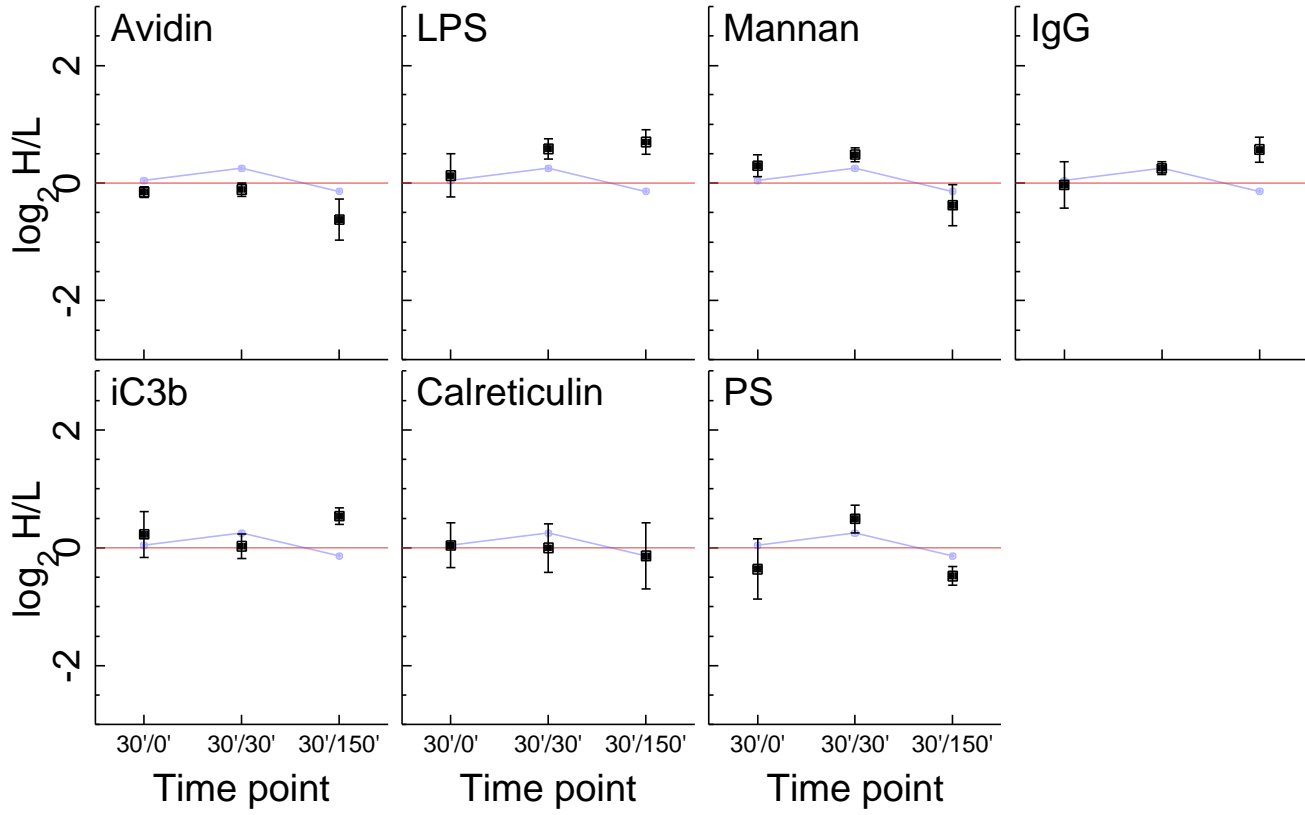 Avidin LPS Mannan IgG
2
0
-2
log2 H/L
iC3b Calreticulin PS
2
0
-2
log2 H/L
30'/0' 30'/30' 30'/150' 30'/0' 30'/30' 30'/150' 30'/0' 30'/30' 30'/150'
Time point Time point Time point